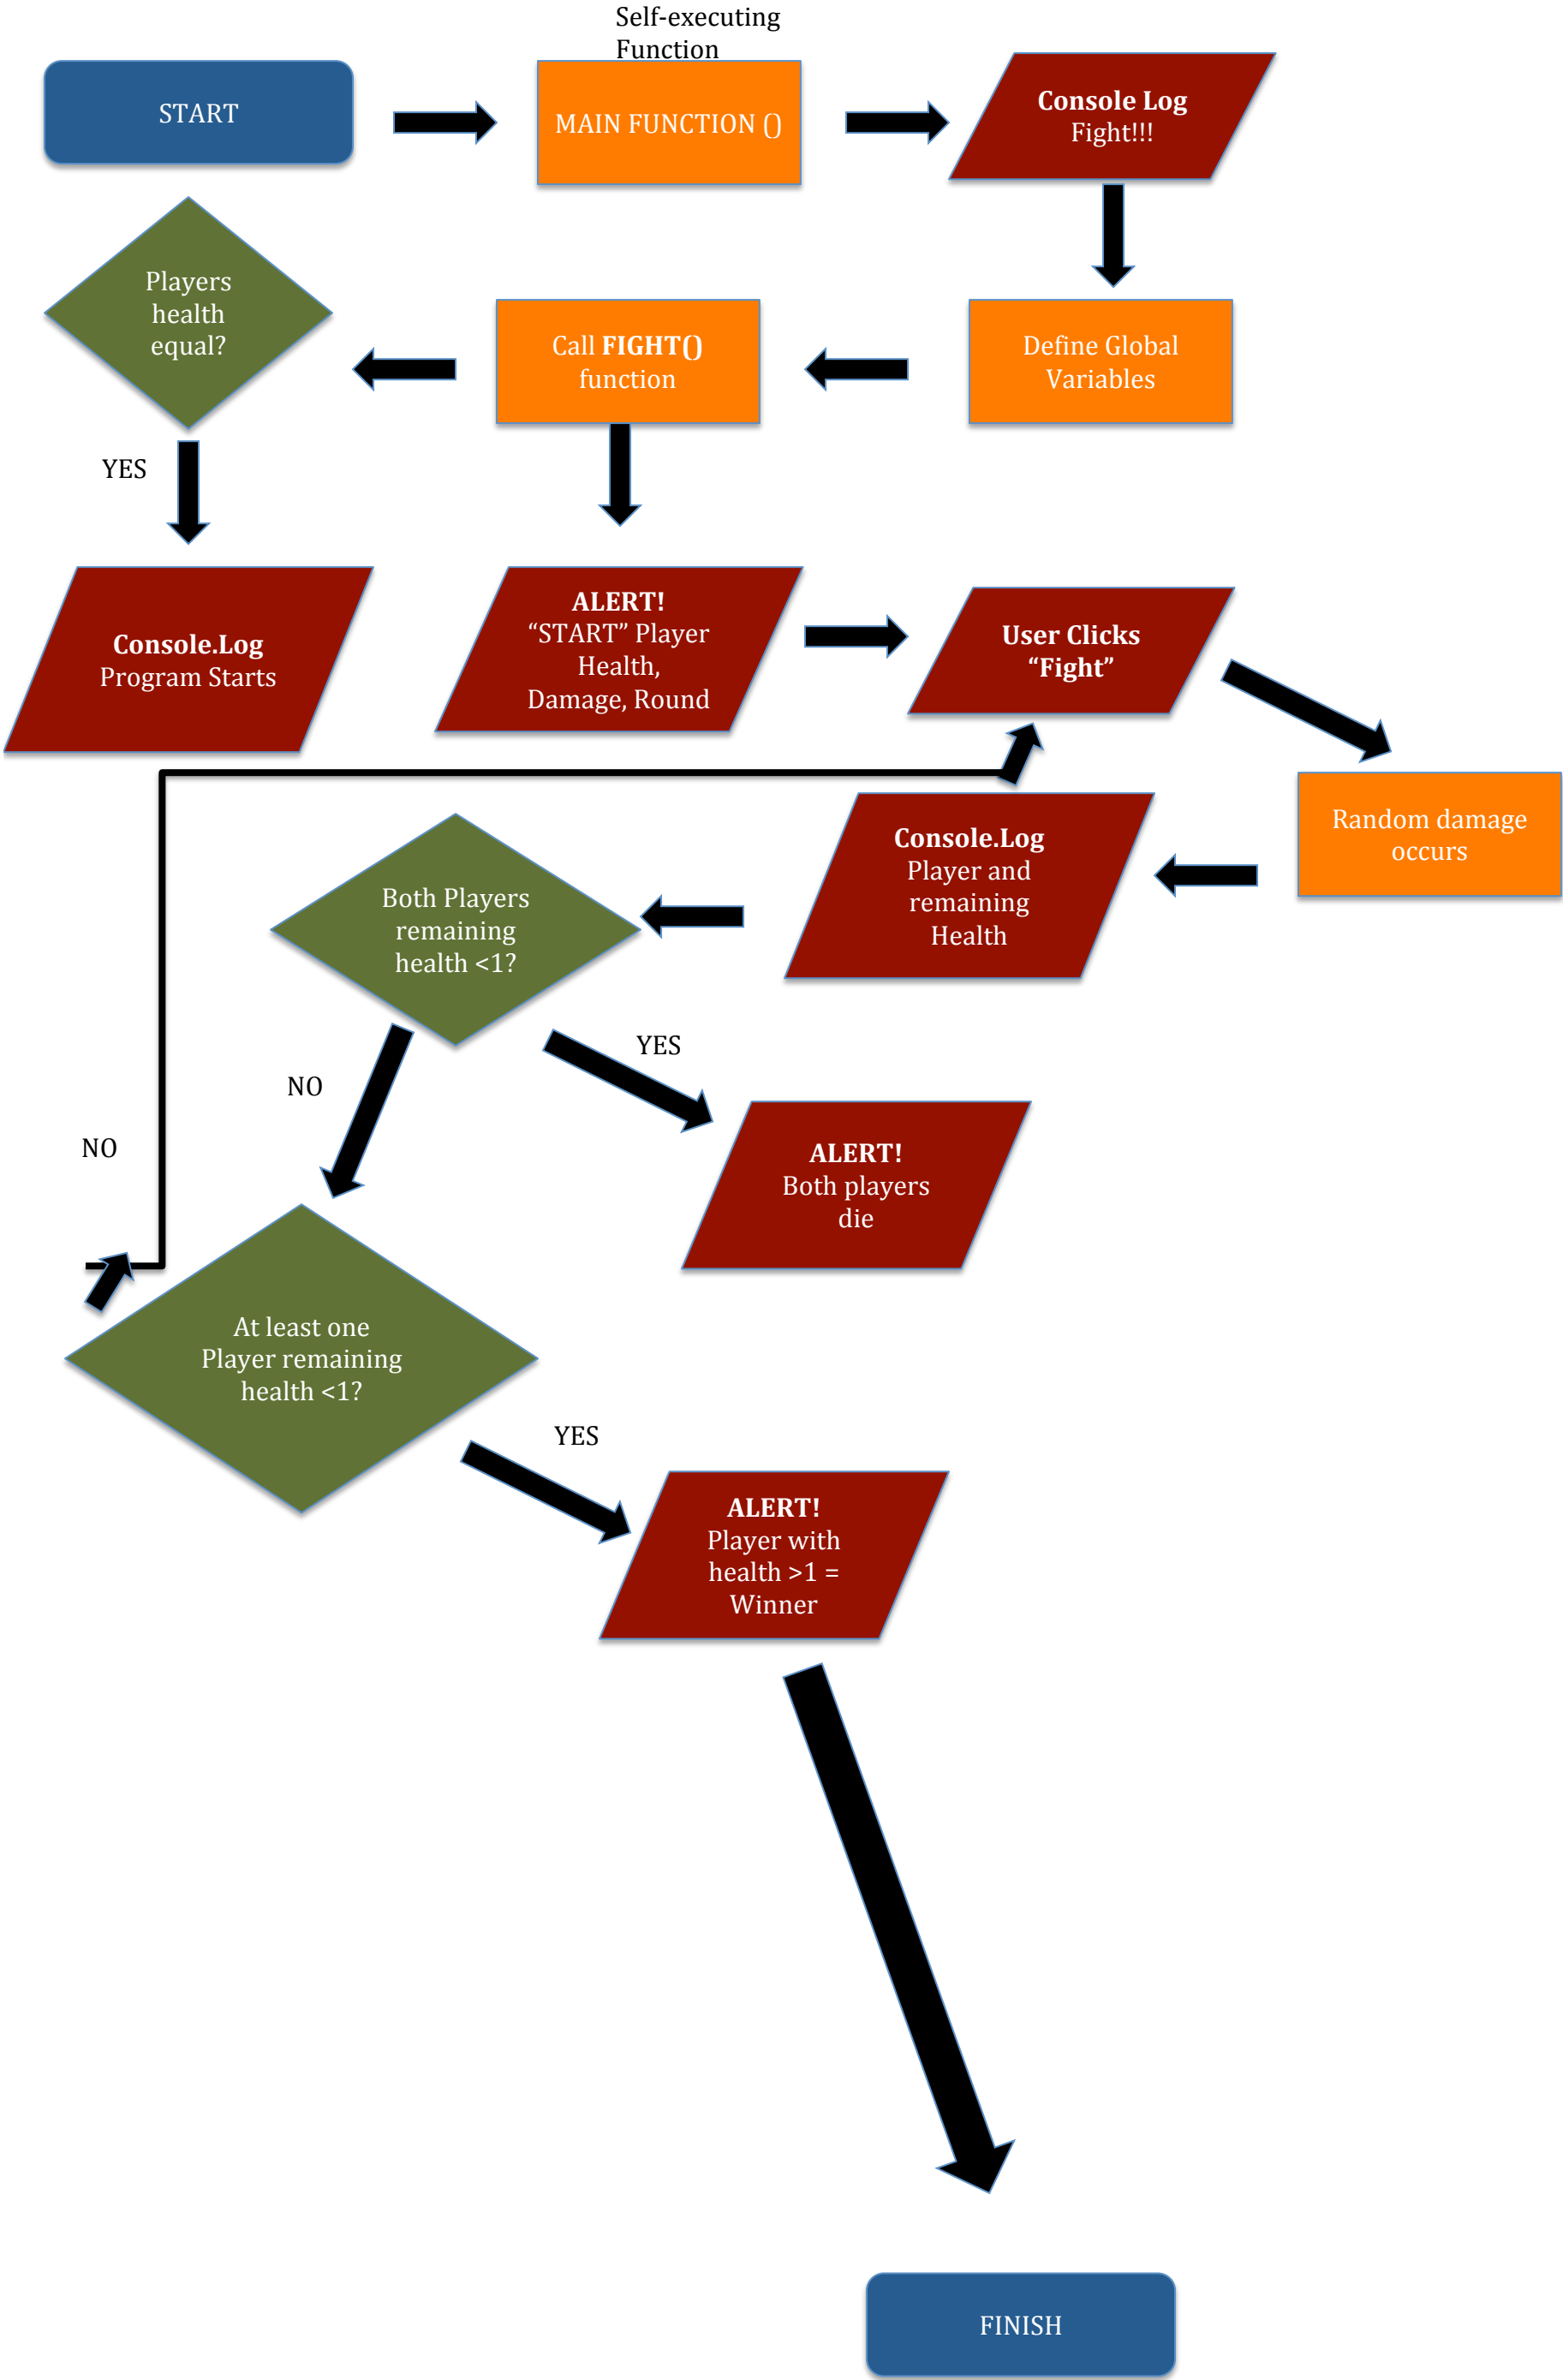 Self-executing
Function
START
MAIN FUNCTION ()
Console Log
Fight!!!
Players
health
equal?
Call FIGHT()
function
Define Global
Variables
YES
Console.Log
Program Starts
ALERT!
“START” Player
Health,
Damage, Round
User Clicks
“Fight”
Random damage
occurs
Console.Log
Player and
remaining
Health
Both Players
remaining
health <1?
YES
NO
NO
ALERT!
Both players
die
At least one
Player remaining
health <1?
YES
ALERT!
Player with
health >1 =
Winner
FINISH